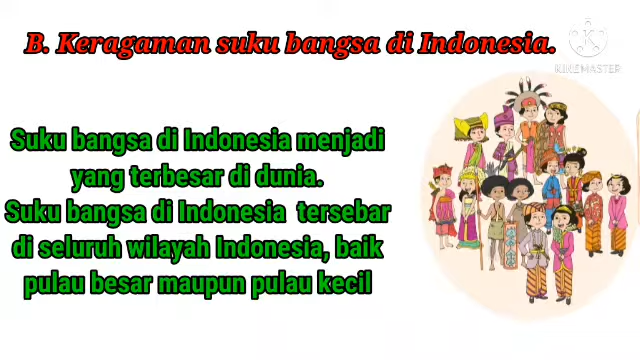 B. Keragaman suku bangsa di Indonesia.
KINEMASTER
Suku bangsa di Indonesia menjadi
yang terbesar di dunia.
Suku bangsa di Indonesia tersebar
di seluruh wilayah Indonesia, baik
pulau besar maupun pulau kecil